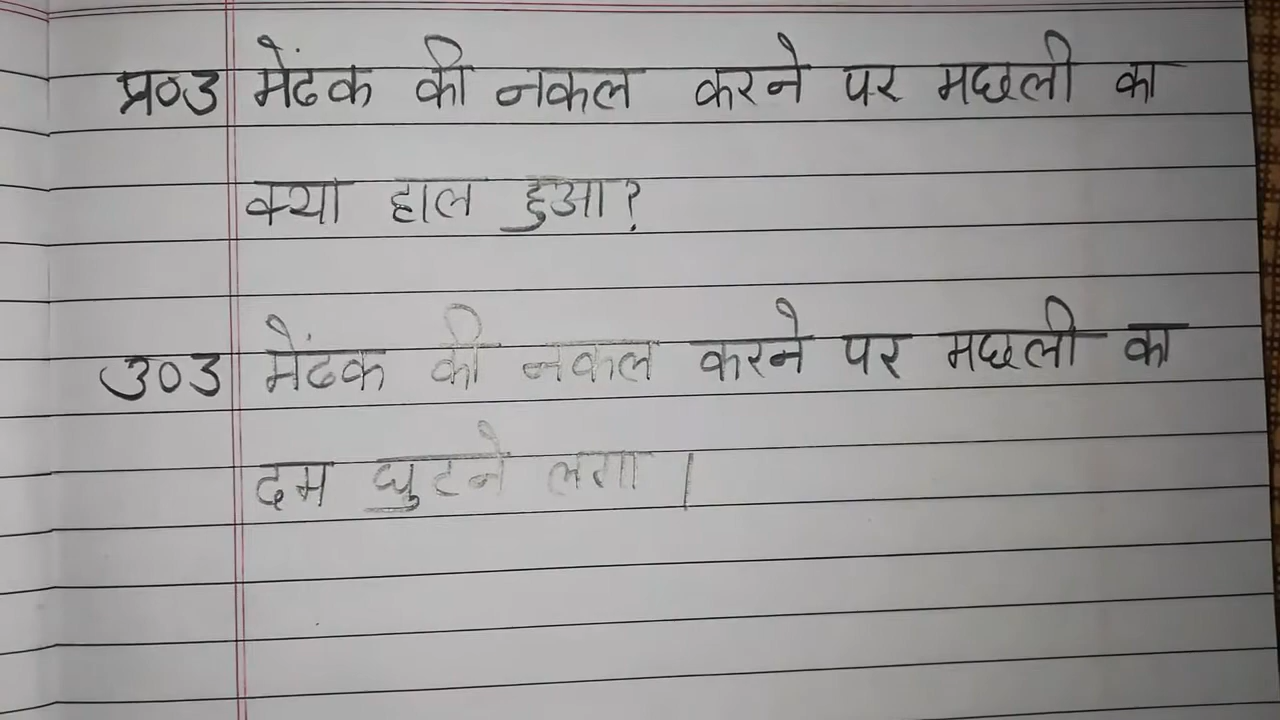 प्र०3 मेंढक की नकल करने पर मछली का
क्या हाल हुआ?
उ०3 मेंढक की नकल करने पर मछली का
दम घुटने लगा।